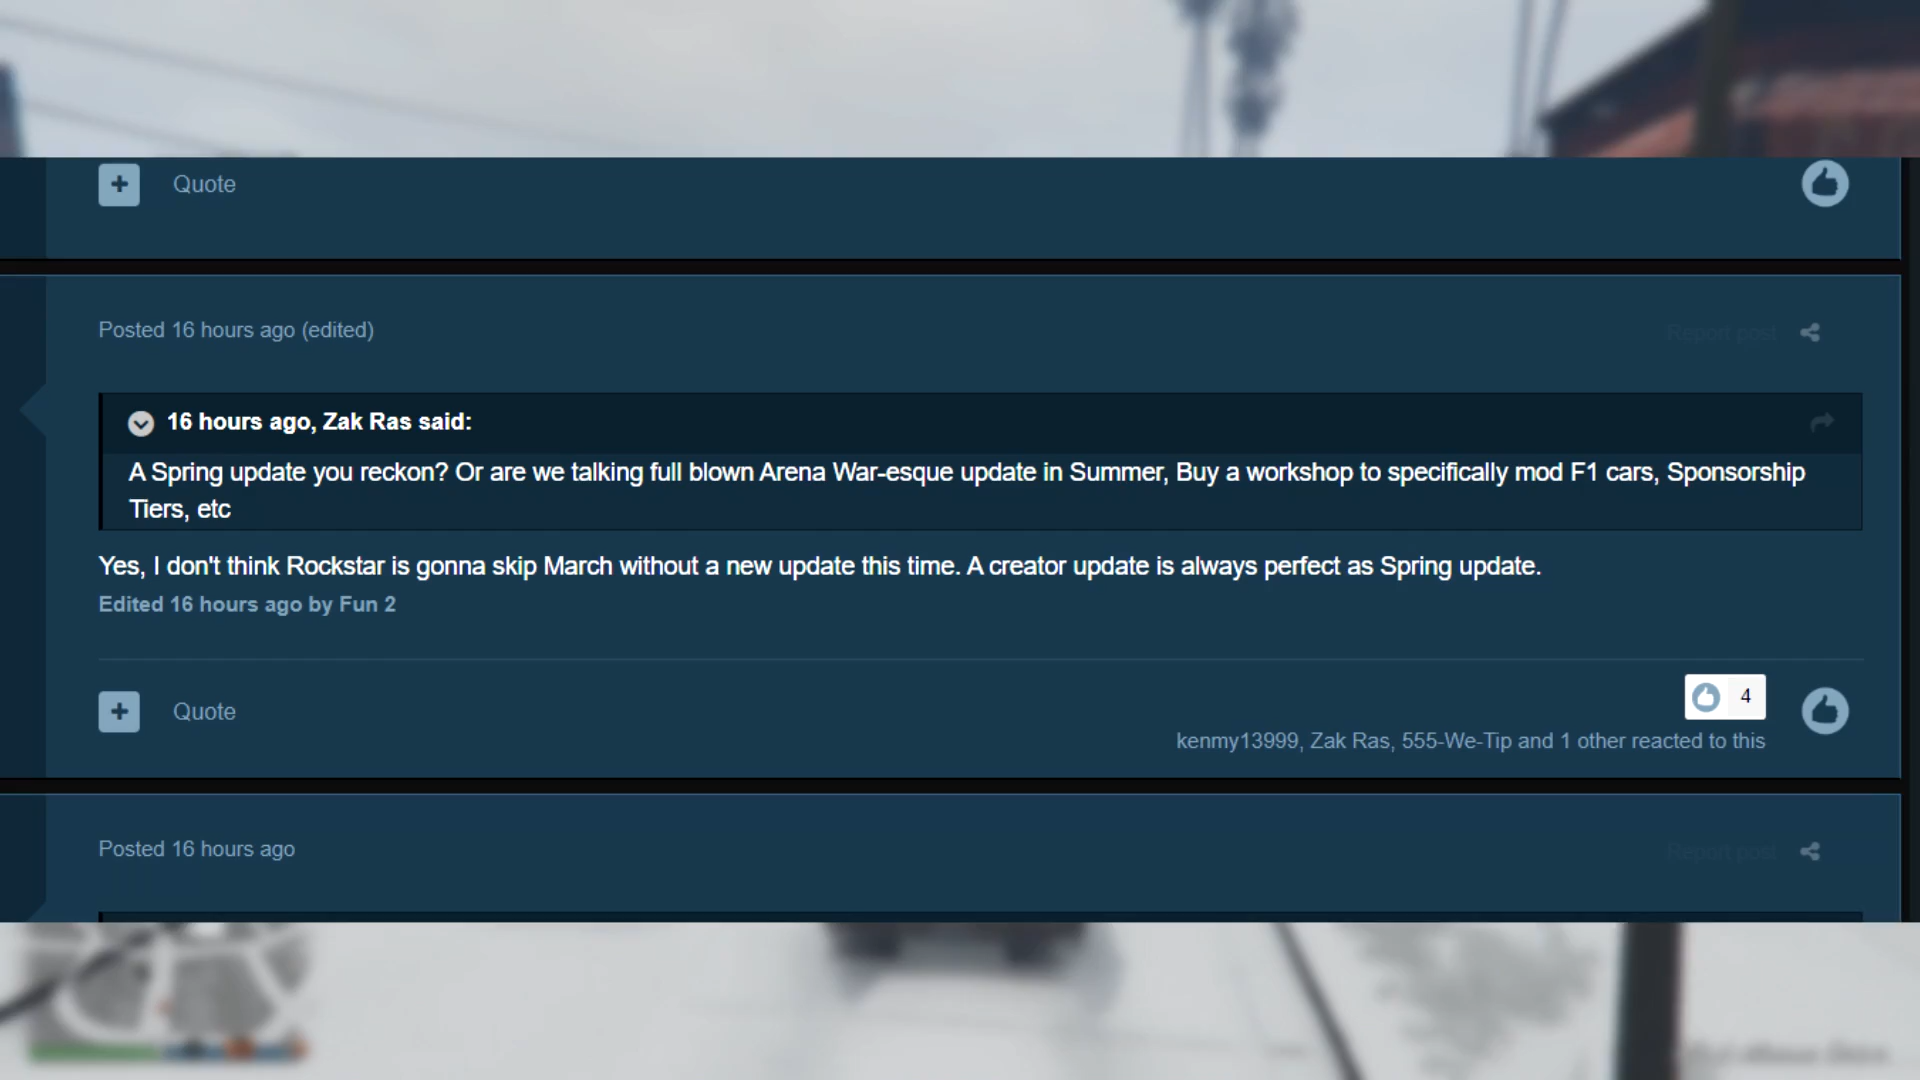 Quote
Posted 16 hours ago (edited)
Report post
16 hours ago, Zak Ras said:
A Spring update you reckon? Or are we talking full blown Arena War-esque update in Summer, Buy a workshop to specifically mod F1 cars, Sponsorship
Tiers, etc
Yes, I don't think Rockstar is gonna skip March without a new update this time. A creator update is always perfect as Spring update.
Edited 16 hours ago by Fun 2
4
Quote
kenmy13999, Zak Ras, 555-We-Tip and 1 other reacted to this
Posted 16 hours ago
Report post